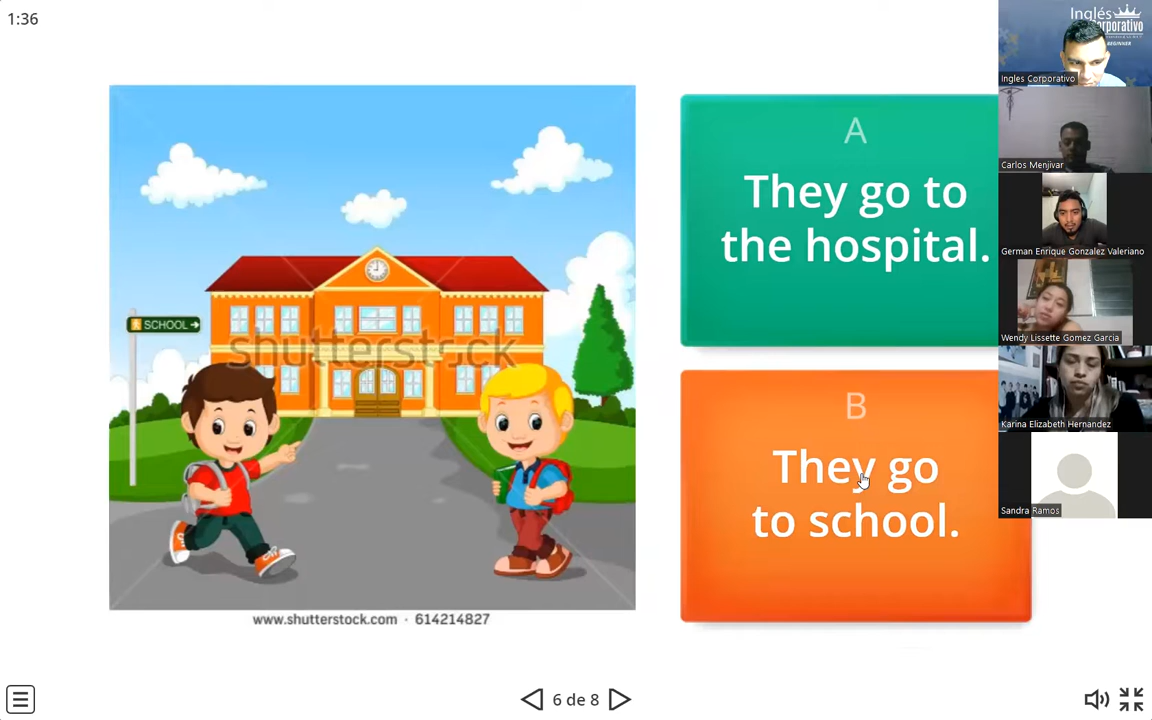 1:36
SCHOOL
shutterstock
www.shutterstock.com · 614214827
A
They go to
the hospital.
B
They go
to school.
6 de 8
Inglés
Corporativo
BEGINNER
Ingles Corporativo
Carlos Menjivar
German Enrique Gonzalez Valeriano
Wendy Lissette Gomez Garcia
Karina Elizabeth Hernandez
Sandra Ramos